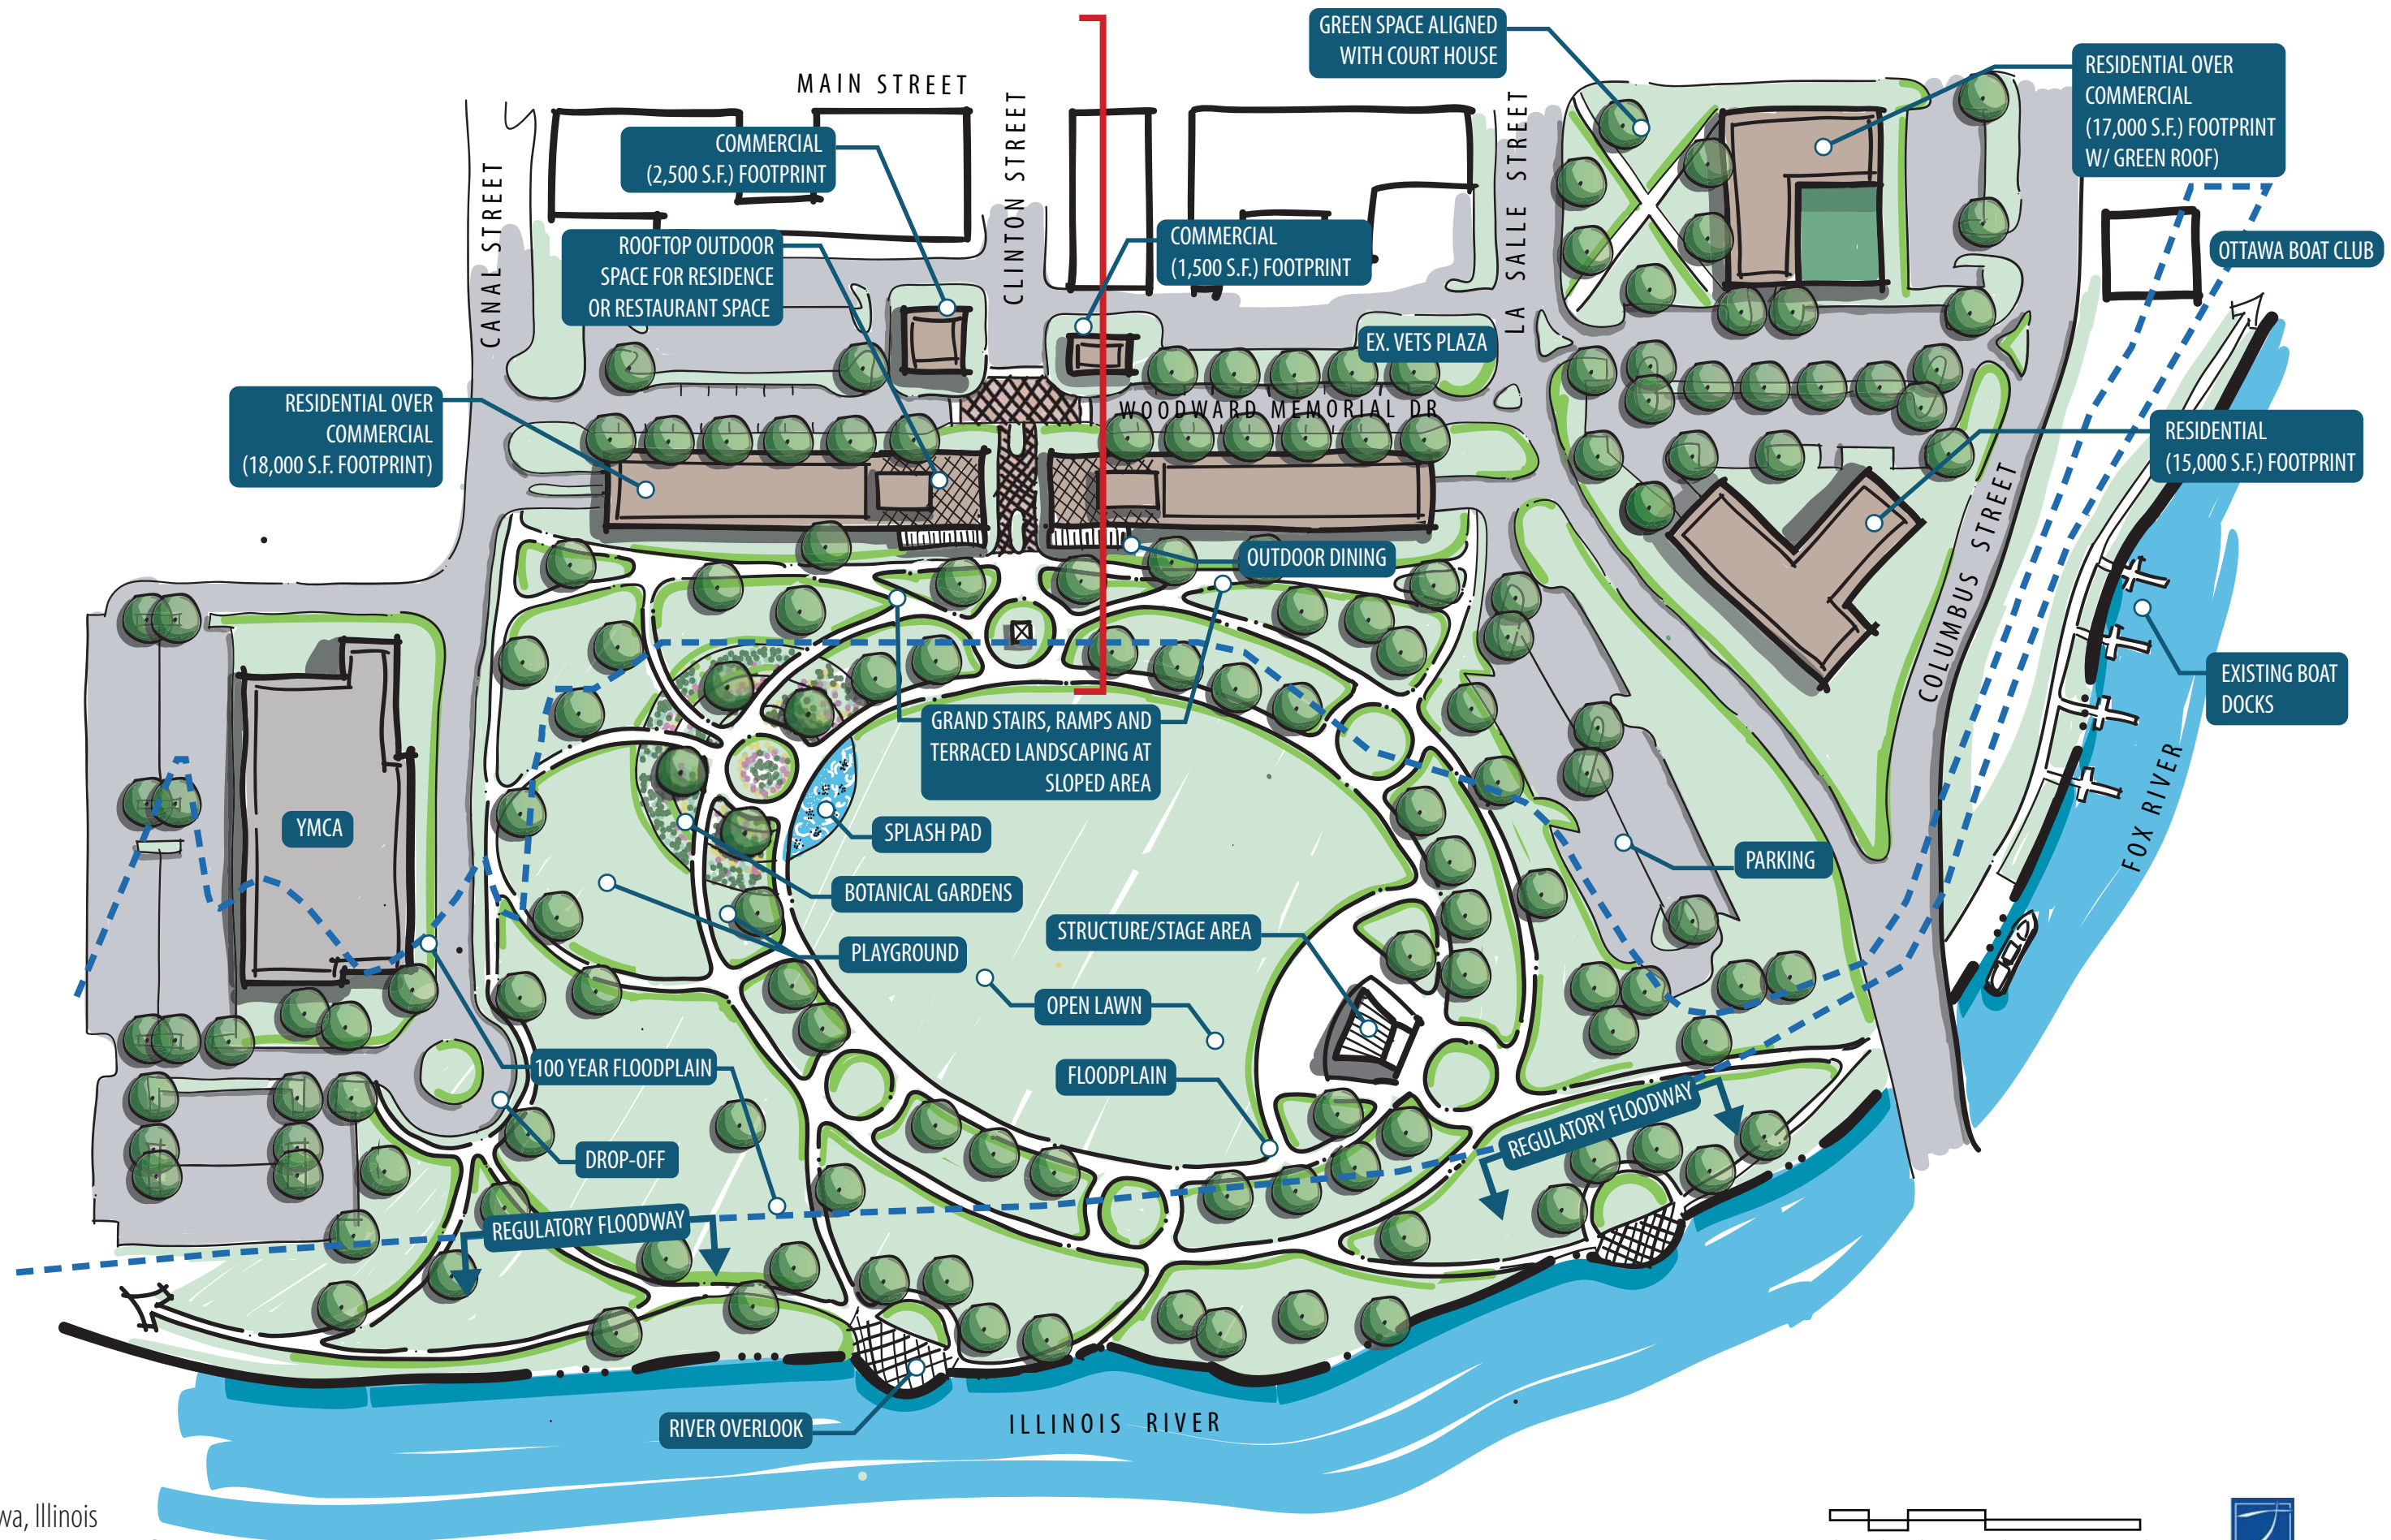 GREEN SPACE ALIGNED
WITH COURT HOUSE
RESIDENTIAL OVER
COMMERCIAL
(17,000 S.F.) FOOTPRINT
W/ GREEN ROOF)
MAIN STREET
COMMERCIAL
(2,500 S.F.) FOOTPRINT
CLINTON STREET
LA SALLE STREET
CANAL STREET
ROOFTOP OUTDOOR
SPACE FOR RESIDENCE
OR RESTAURANT SPACE
COMMERCIAL
(1,500 S.F.) FOOTPRINT
OTTAWA BOAT CLUB
EX. VETS PLAZA
RESIDENTIAL OVER
COMMERCIAL
(18,000 S.F. FOOTPRINT)
WOODWARD MEMORIAL DR
RESIDENTIAL
(15,000 S.F.) FOOTPRINT
OUTDOOR DINING
COLUMBUS STREET
EXISTING BOAT
DOCKS
GRAND STAIRS, RAMPS AND
TERRACED LANDSCAPING AT
SLOPED AREA
FOX RIVER
YMCA
SPLASH PAD
PARKING
BOTANICAL GARDENS
STRUCTURE/STAGE AREA
PLAYGROUND
OPEN LAWN
100 YEAR FLOODPLAIN
FLOODPLAIN
REGULATORY FLOODWAY
DROP-OFF
REGULATORY FLOODWAY
RIVER OVERLOOK
ILLINOIS RIVER
wa, Illinois